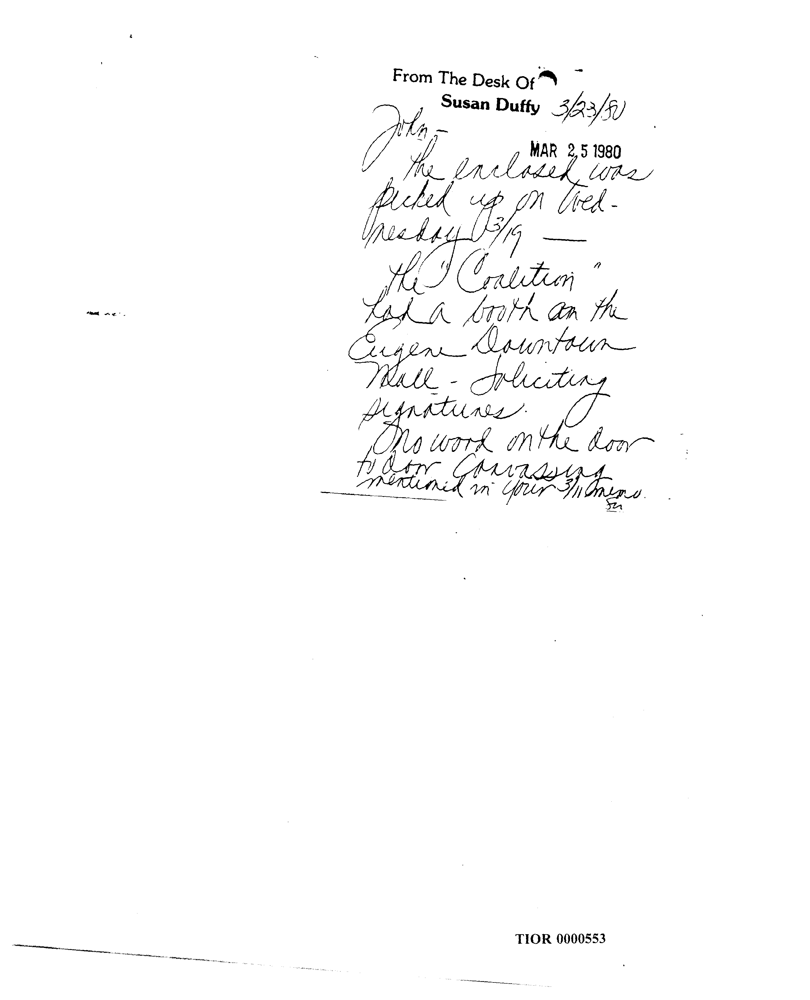 From The Desk Of
Susan Duffy 3/23/80
John -
MAR 25 1980
The enclosed was
picked up on Wed-
nesday 3/19 —
The "Coalition"
had a booth on the
Eugene Downtown
Mall - Soliciting
signatures.
No word on the door
to door canvassing
mentioned in your 3/11 memo.
TIOR 0000553